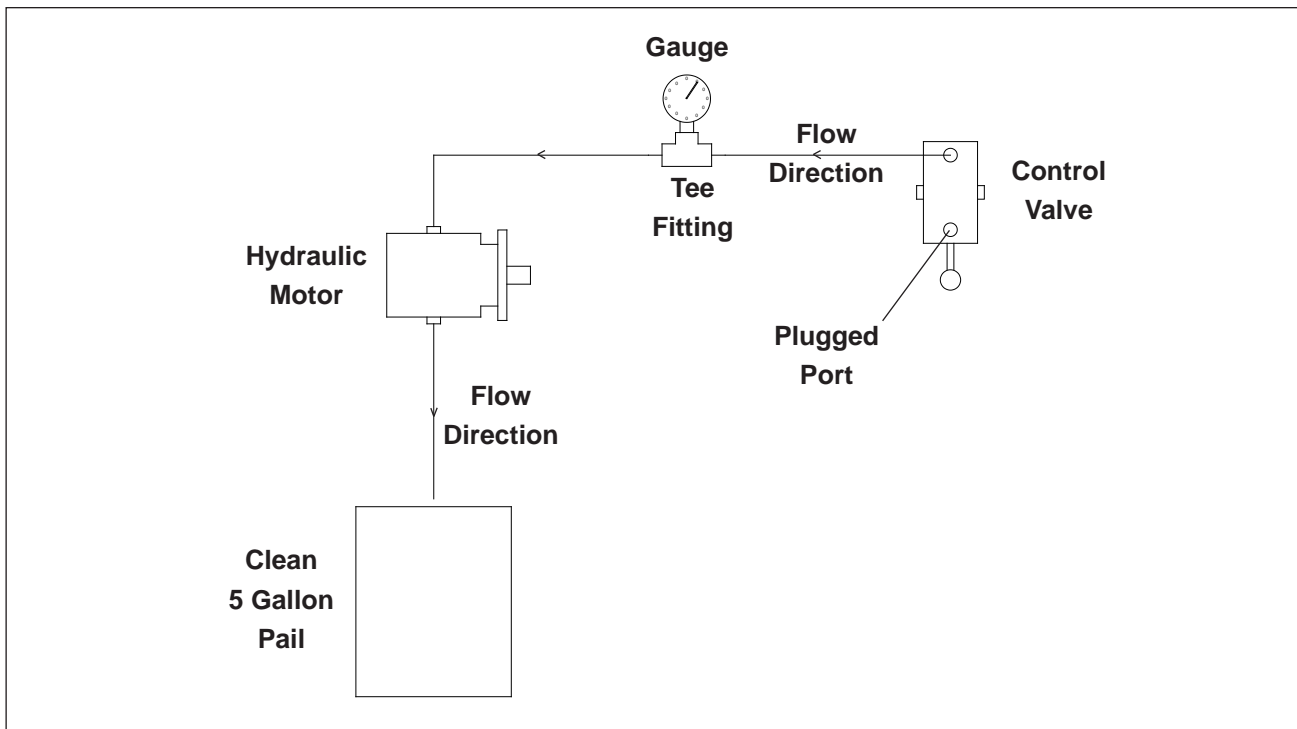 Gauge
Flow
Direction
Control
Valve
Tee
Fitting
Hydraulic
Motor
Plugged
Port
Flow
Direction
Clean
5 Gallon
Pail